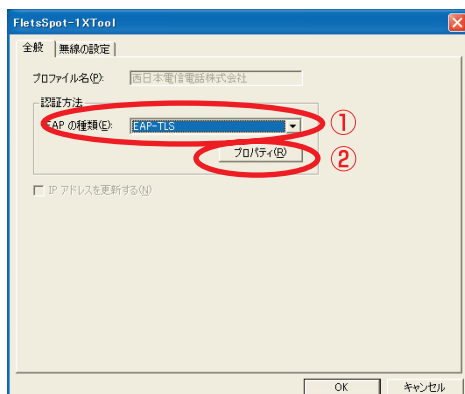 FletsSpot-1XTool
全般 無線の設定
プロファイル名(P): 西日本電信電話株式会社
認証方法
EAP の種類(E): EAP-TLS ①
プロパティ(R) ②
IP アドレスを更新する(N)
OK キャンセル